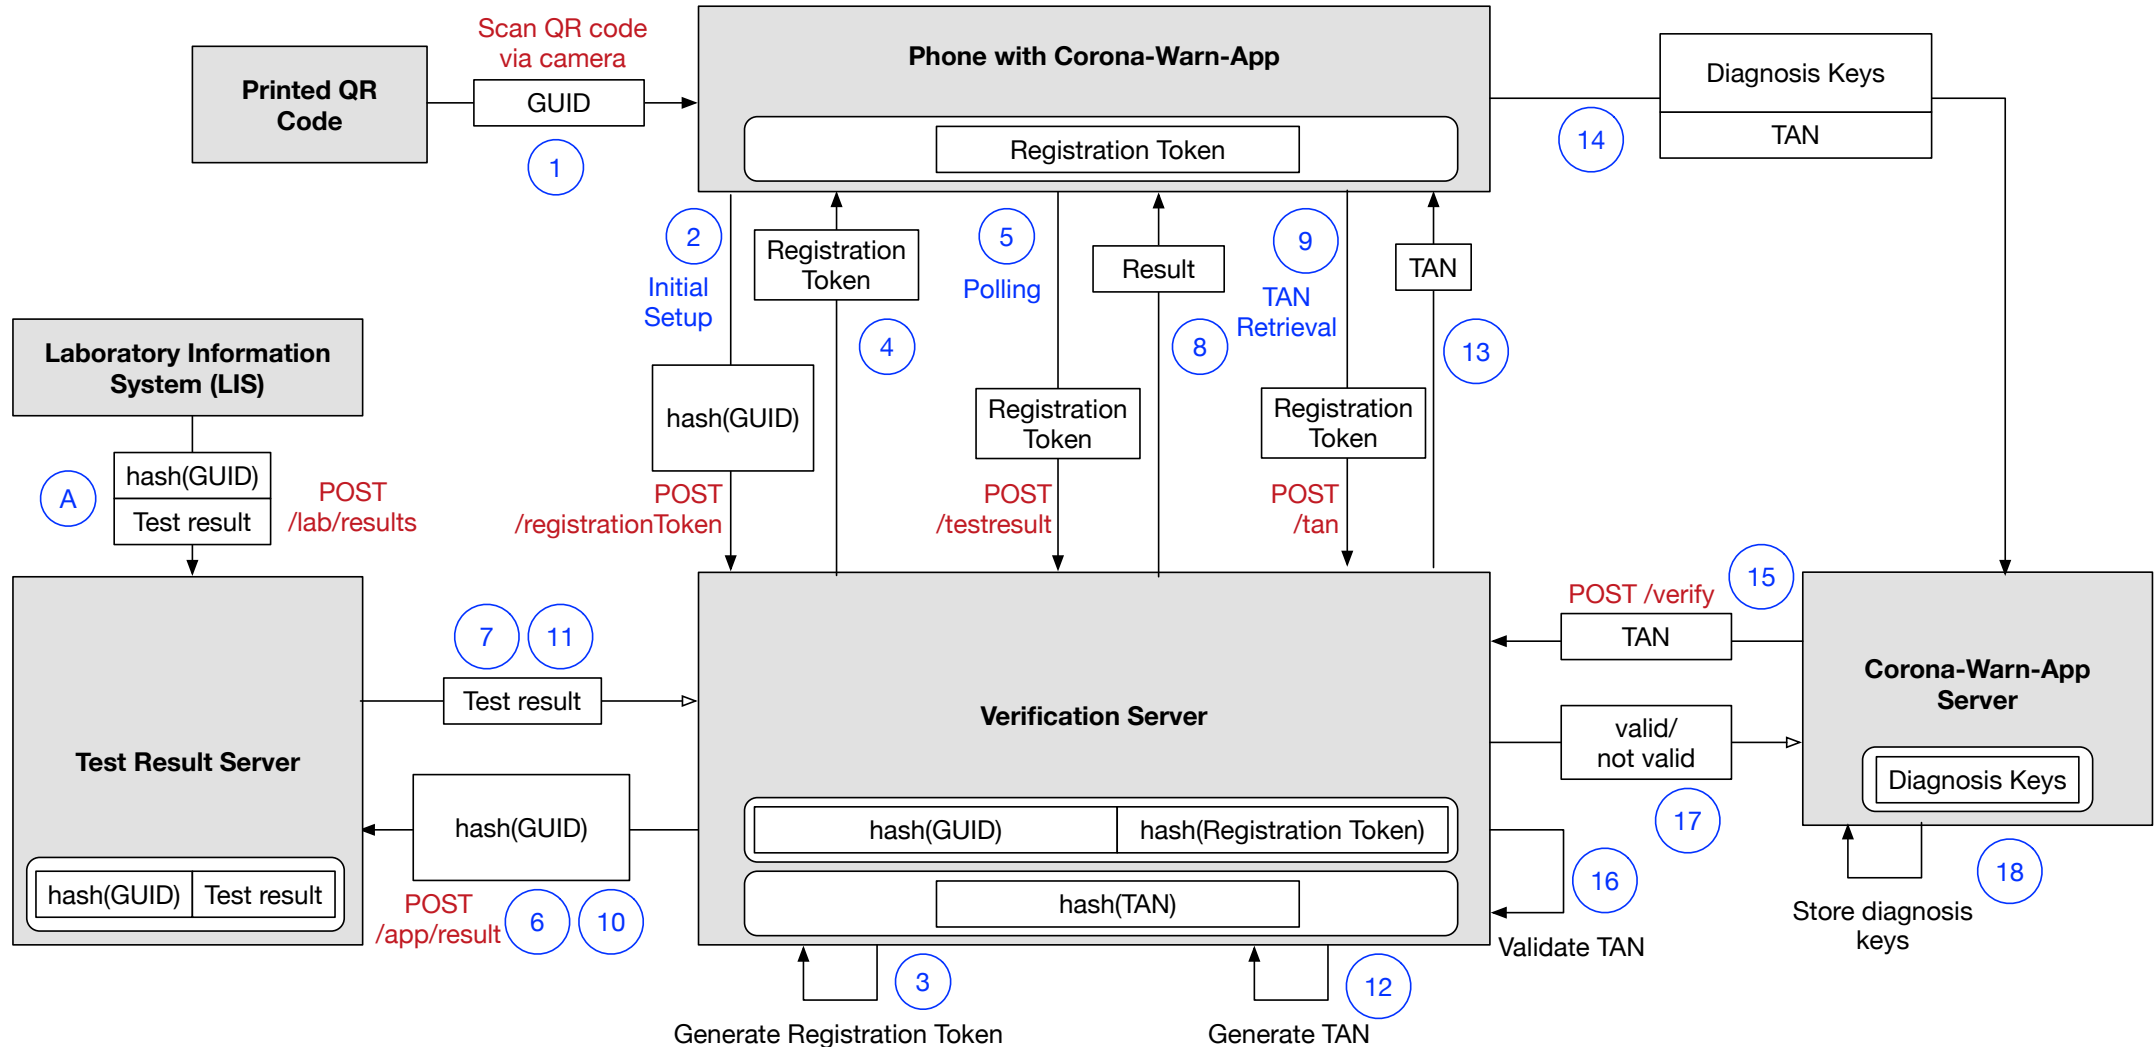 Scan QR code
via camera
Printed QR
Code
GUID
1
Phone with Corona-Warn-App
Registration Token
Diagnosis Keys
TAN
14
2
Initial
Setup
Registration
Token
4
5
Polling
Result
8
9
TAN
Retrieval
TAN
13
Laboratory Information
System (LIS)
hash(GUID)
Test result
A
POST
/lab/results
hash(GUID)
POST
/registrationToken
Registration
Token
POST
/testresult
Registration
Token
POST
/tan
15
POST /verify
TAN
7
11
Test result
Test Result Server
hash(GUID)
Test result
hash(GUID)
POST
/app/result
6
10
Verification Server
hash(GUID)
hash(Registration Token)
hash(TAN)
valid/
not valid
17
16
Validate TAN
Corona-Warn-App
Server
Diagnosis Keys
18
Store diagnosis
keys
3
Generate Registration Token
12
Generate TAN